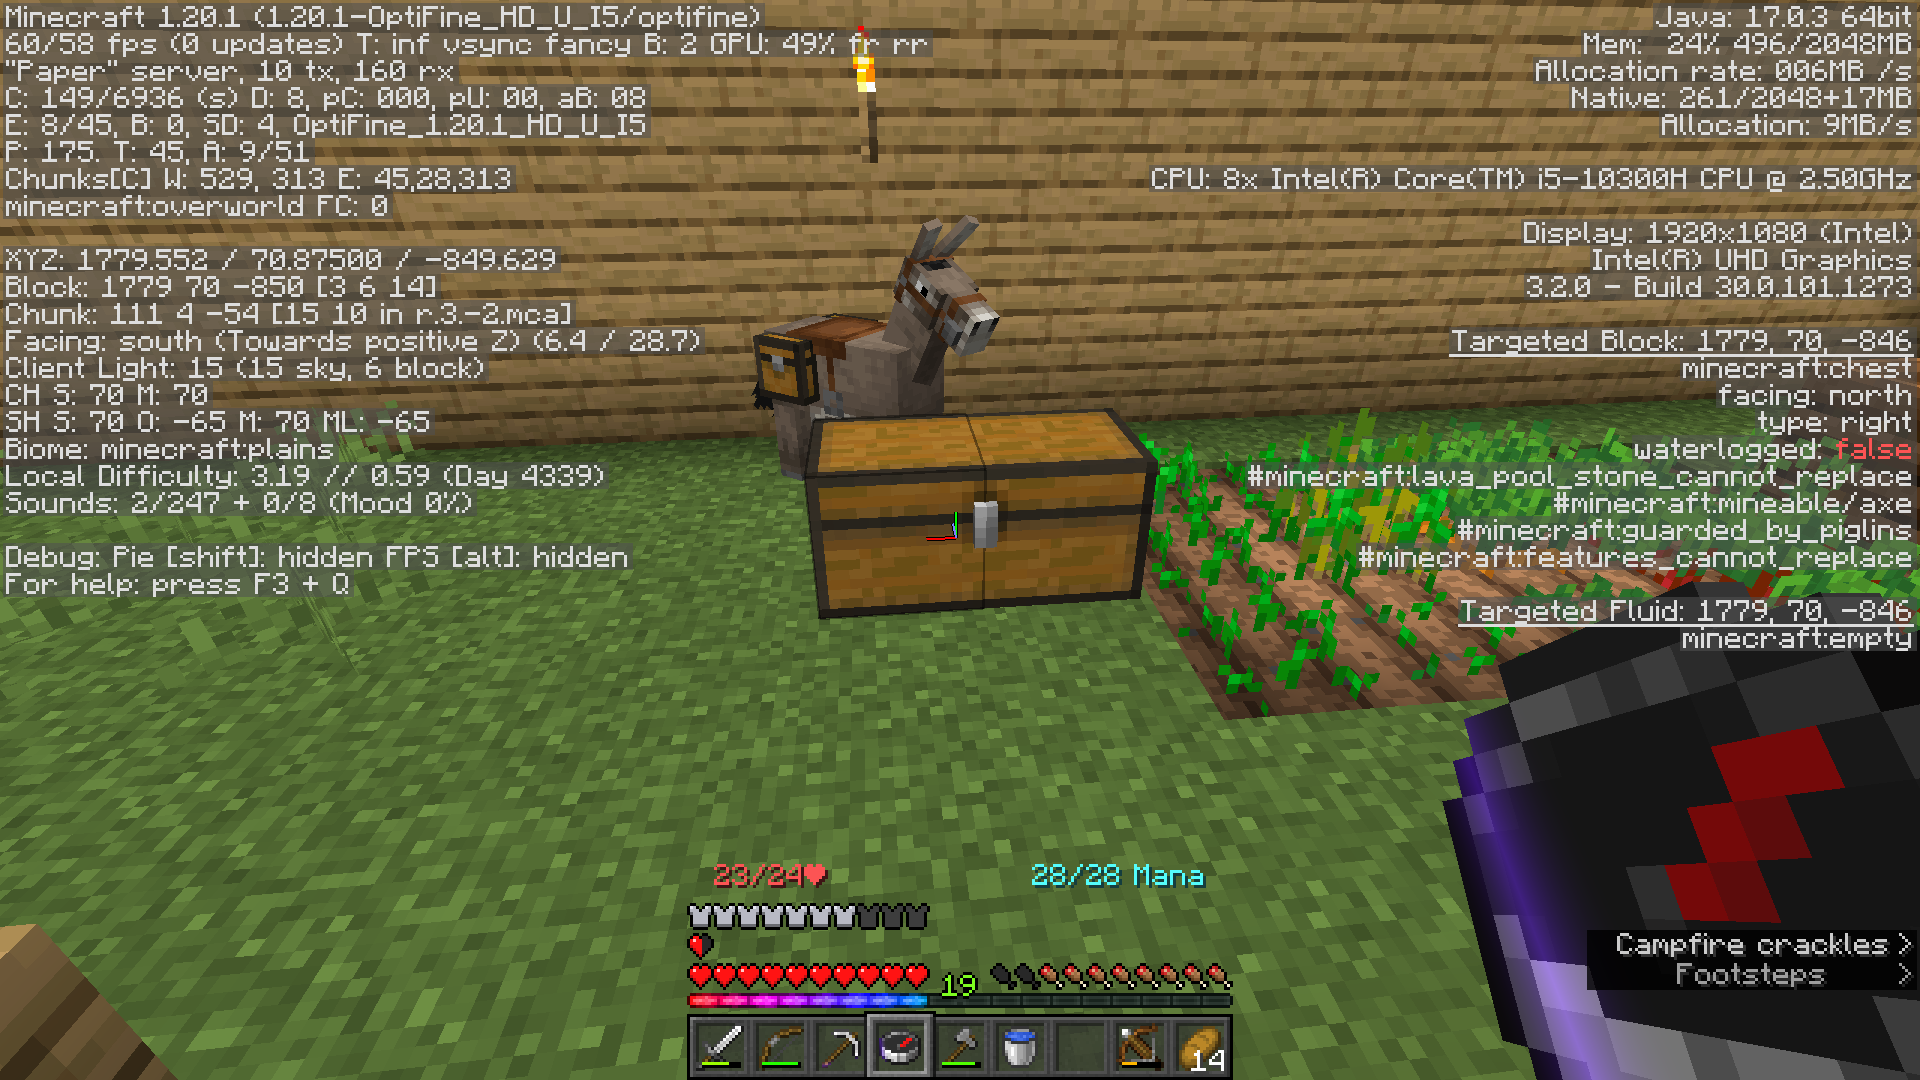 Minecraft 1.20.1 (1.20.1-OptiFine_HD_U_I5/optifine)
60/58 fps (0 updates) T: inf vsync fancy B: 2 GPU: 49% fr rr
"Paper" server, 10 tx, 160 rx
C: 149/6936 (s) D: 8, pC: 000, pU: 00, aB: 08
E: 8/45, B: 0, SD: 4, OptiFine_1.20.1_HD_U_I5
P: 175. T: 45, A: 9/51
Chunks[C] W: 529, 313 E: 45,28,313
minecraft:overworld FC: 0
XYZ: 1779.552 / 70.87500 / -849.629
Block: 1779 70 -850 [3 6 14]
Chunk: 111 4 -54 [15 10 in r.3.-2.mca]
Facing: south (Towards positive Z) (6.4 / 28.7)
Client Light: 15 (15 sky, 6 block)
CH S: 70 M: 70
SH S: 70 O: -65 M: 70 ML: -65
Biome: minecraft:plains
Local Difficulty: 3.19 // 0.59 (Day 4339)
Sounds: 2/247 + 0/8 (Mood 0%)
Debug: Pie [shift]: hidden FPS [alt]: hidden
For help: press F3 + Q
Java: 17.0.3 64bit
Mem: 24% 496/2048MB
Allocation rate: 006MB /s
Native: 261/2048+17MB
Allocation: 9MB/s
CPU: 8x Intel(R) Core(TM) i5-10300H CPU @ 2.50GHz
Display: 1920x1080 (Intel)
Intel(R) UHD Graphics
3.2.0 - Build 30.0.101.1273
Targeted Block: 1779, 70, -846
minecraft:chest
facing: north
type: right
waterlogged: false
#minecraft:lava_pool_stone_cannot_replace
#minecraft:mineable/axe
#minecraft:guarded_by_piglins
#minecraft:features_cannot_replace
Targeted Fluid: 1779, 70, -846
minecraft:empty
23/24❤ 28/28 Mana
19
Campfire crackles >
Footsteps >
14